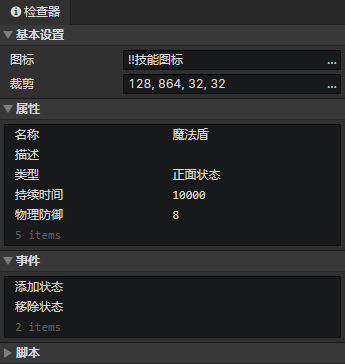 检查器
基本设置
图标 !!技能图标 ...
裁剪 128, 864, 32, 32 ...
属性
名称 魔法盾
描述
类型 正面状态
持续时间 10000
物理防御 8
5 items
事件
添加状态
移除状态
2 items
脚本